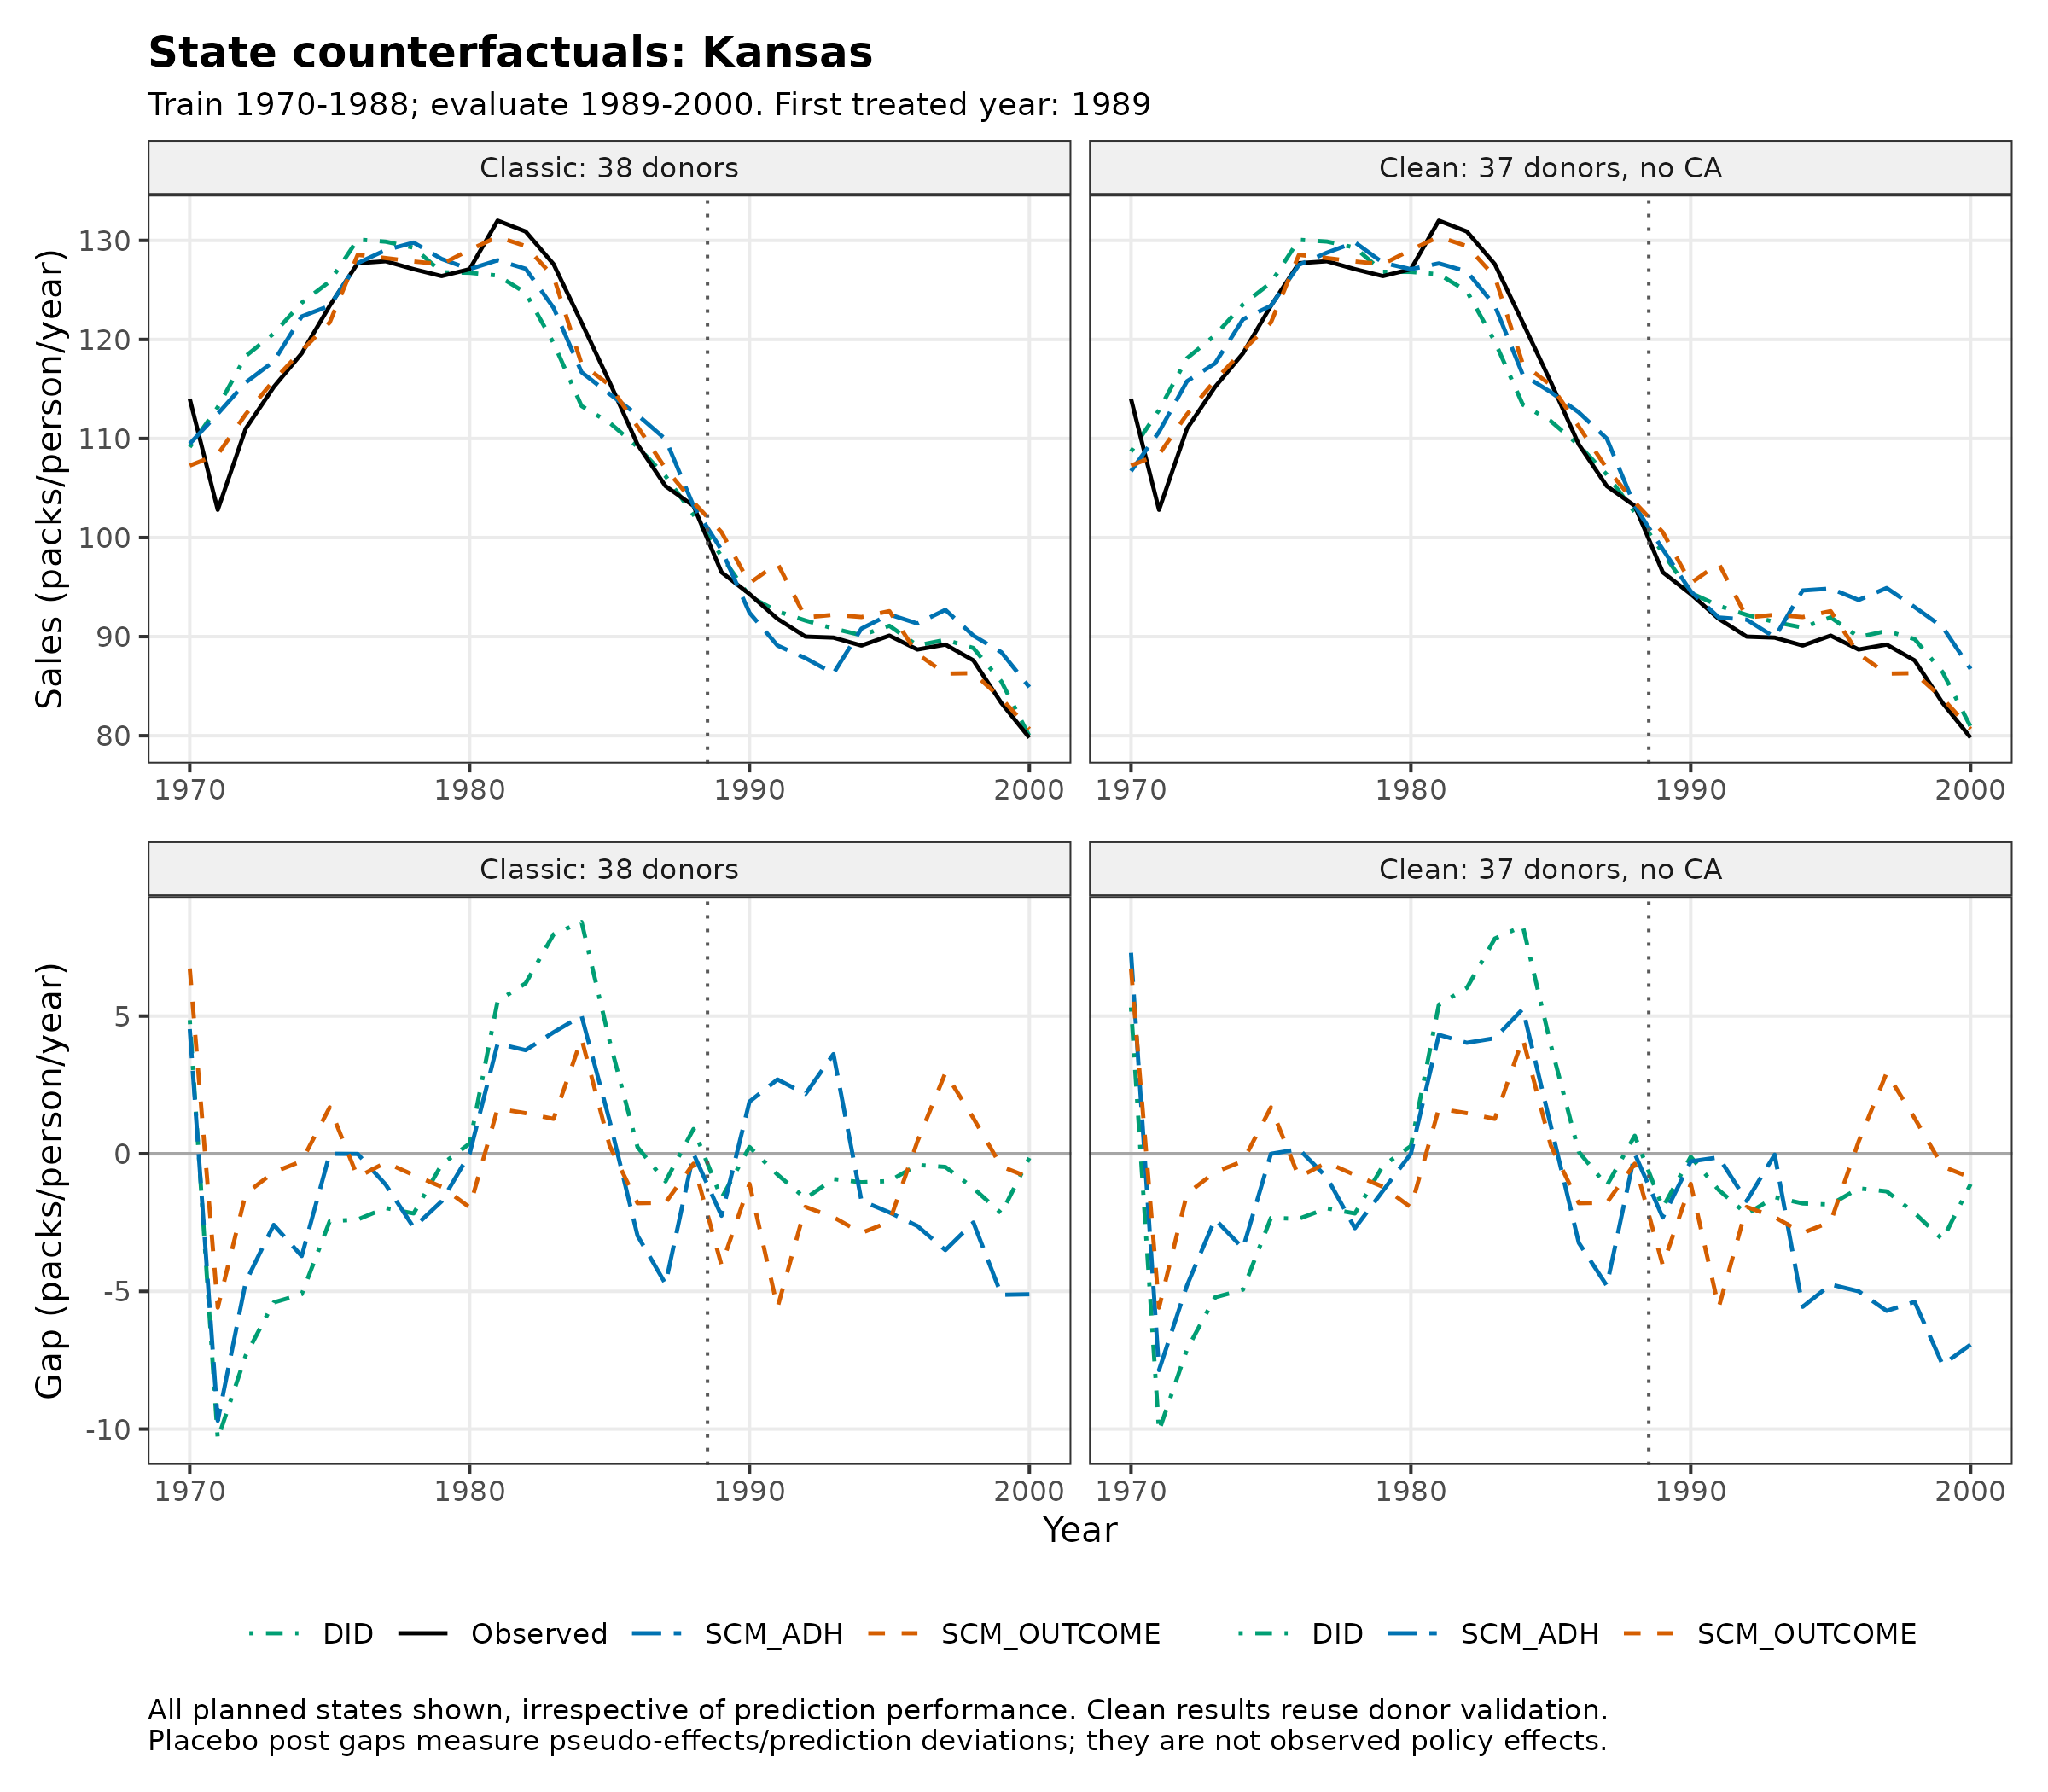 State counterfactuals: Kansas
Train 1970-1988; evaluate 1989-2000. First treated year: 1989
Classic: 38 donors
Clean: 37 donors, no CA
Sales (packs/person/year)
130
120
110
100
90
80
1970 1980 1990 2000
1970 1980 1990 2000
Classic: 38 donors
Clean: 37 donors, no CA
Gap (packs/person/year)
5
0
-5
-10
1970 1980 1990 2000
1970 1980 1990 2000
Year
DID Observed SCM_ADH SCM_OUTCOME
DID SCM_ADH SCM_OUTCOME
All planned states shown, irrespective of prediction performance. Clean results reuse donor validation.
Placebo post gaps measure pseudo-effects/prediction deviations; they are not observed policy effects.